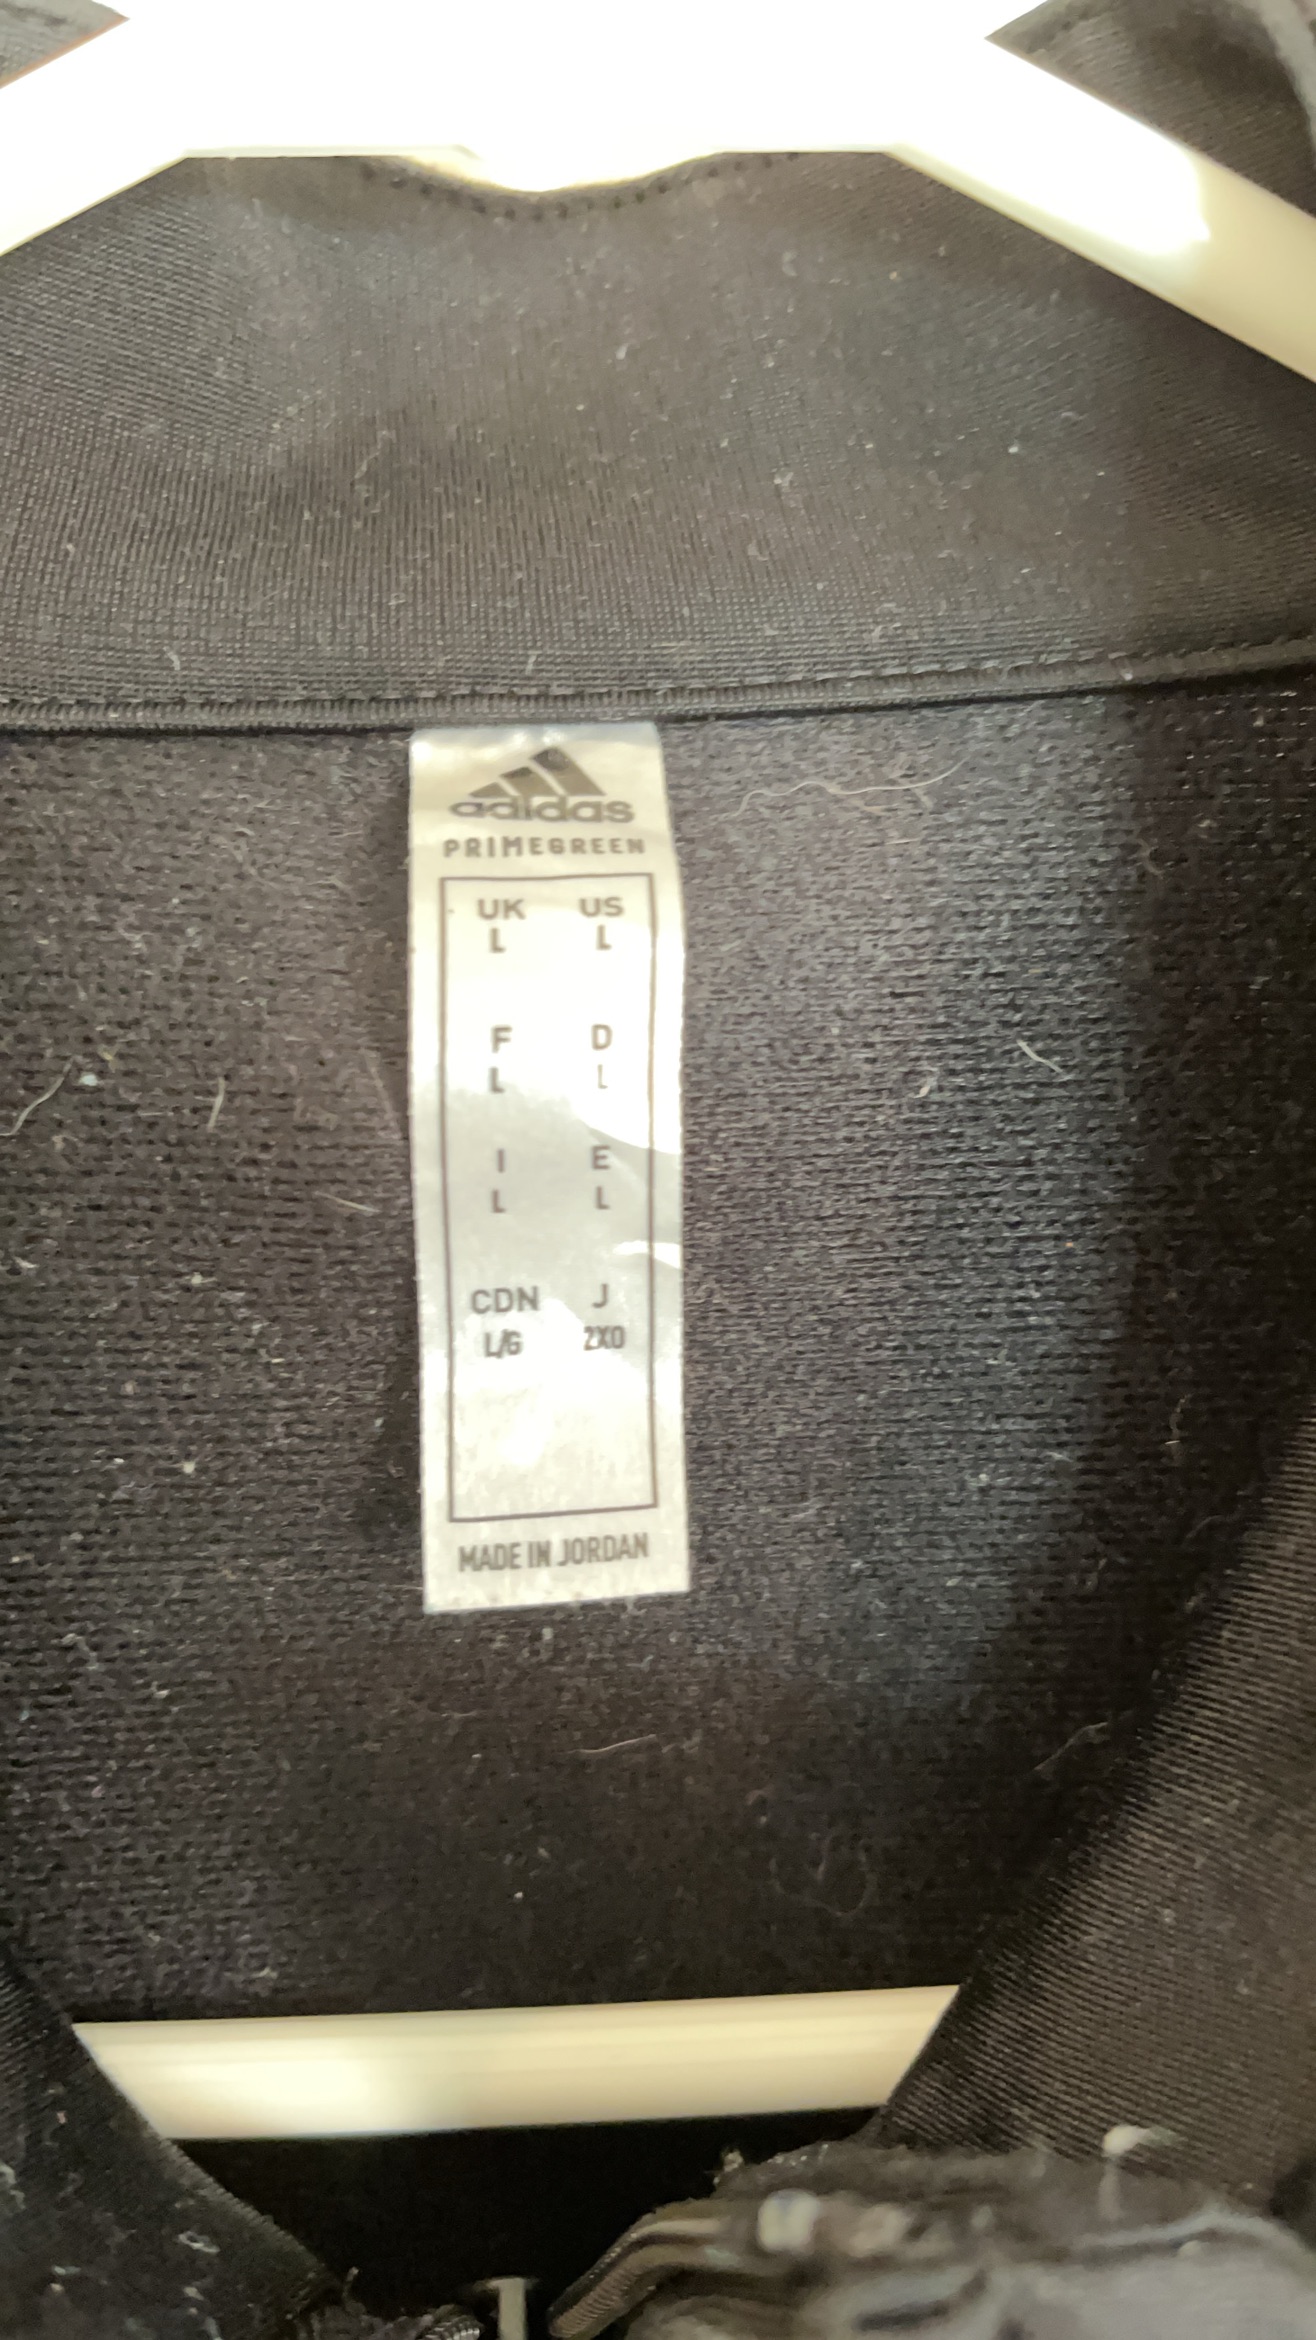 adidas
PRIMEGREEN
UK US
L L
F D
L L
I E
L L
CDN J
L/G 2XO
MADE IN JORDAN